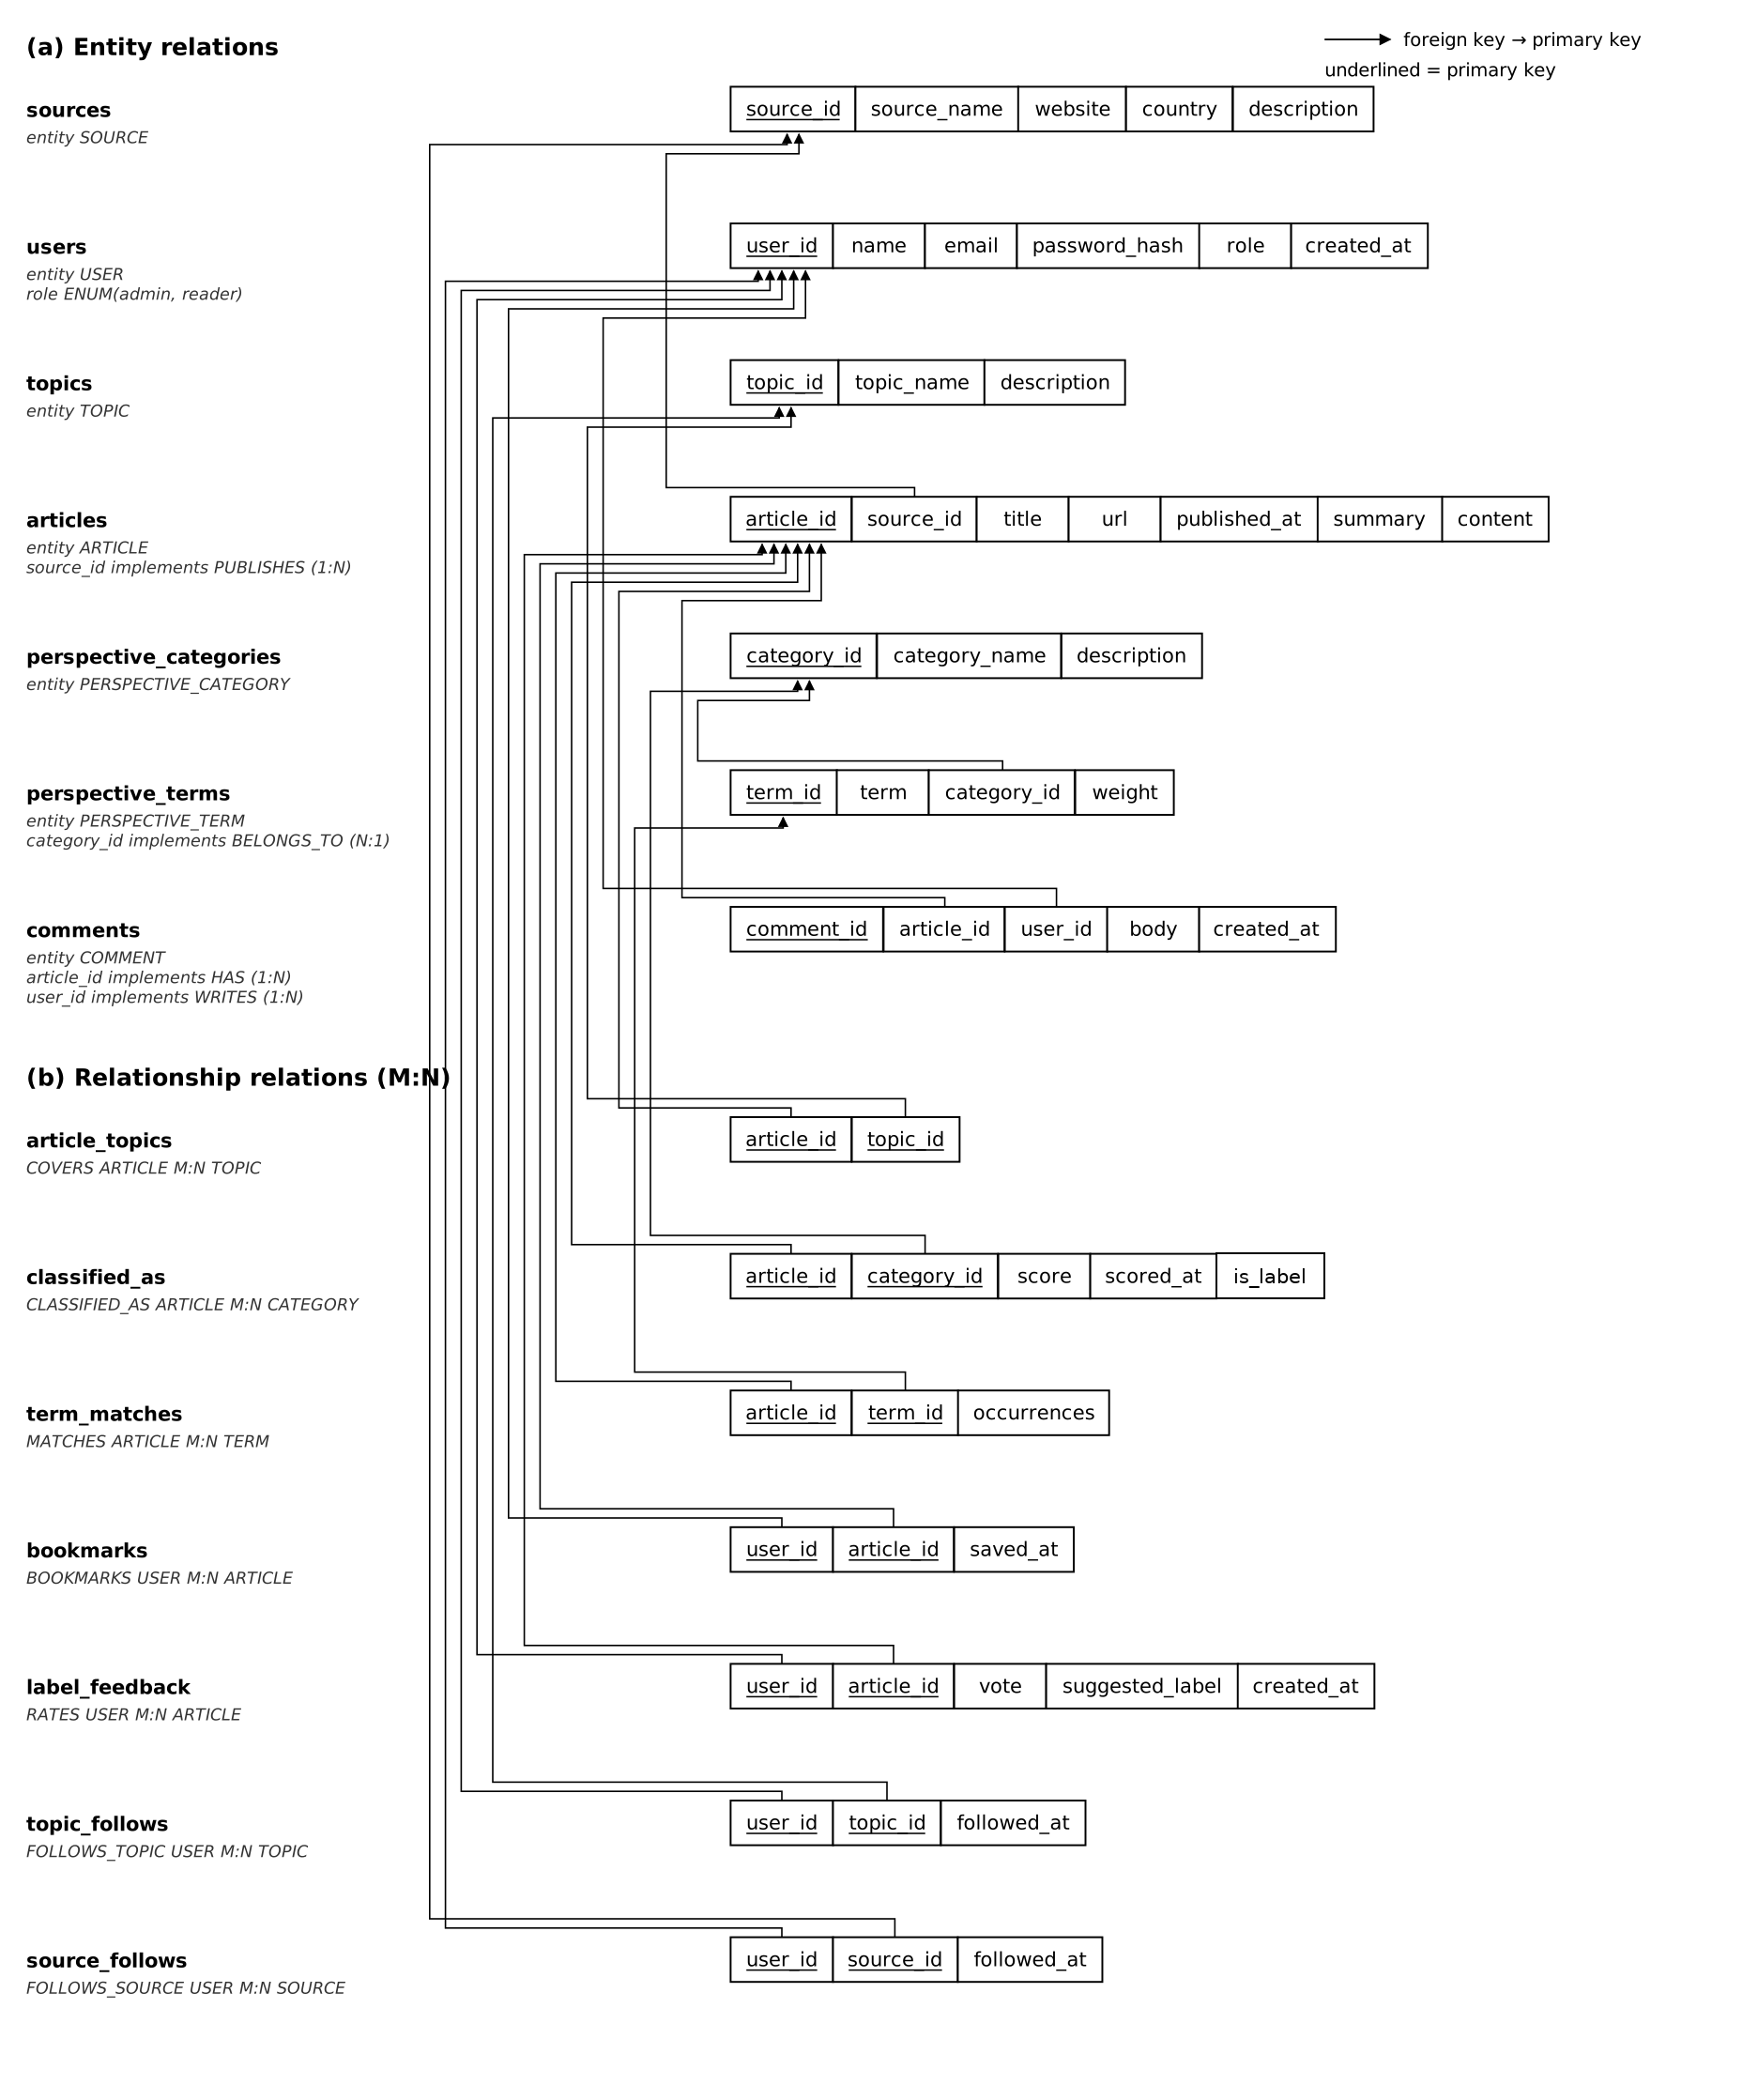 (a) Entity relations
foreign key → primary key
underlined = primary key
sources
entity SOURCE
source_id source_name website country description
users
entity USER
role ENUM(admin, reader)
user_id name email password_hash role created_at
topics
entity TOPIC
topic_id topic_name description
articles
entity ARTICLE
source_id implements PUBLISHES (1:N)
article_id source_id title url published_at summary content
perspective_categories
entity PERSPECTIVE_CATEGORY
category_id category_name description
perspective_terms
entity PERSPECTIVE_TERM
category_id implements BELONGS_TO (N:1)
term_id term category_id weight
comments
entity COMMENT
article_id implements HAS (1:N)
user_id implements WRITES (1:N)
comment_id article_id user_id body created_at
(b) Relationship relations (M:N)
article_topics
COVERS ARTICLE M:N TOPIC
article_id topic_id
classified_as
CLASSIFIED_AS ARTICLE M:N CATEGORY
article_id category_id score scored_at is_label
term_matches
MATCHES ARTICLE M:N TERM
article_id term_id occurrences
bookmarks
BOOKMARKS USER M:N ARTICLE
user_id article_id saved_at
label_feedback
RATES USER M:N ARTICLE
user_id article_id vote suggested_label created_at
topic_follows
FOLLOWS_TOPIC USER M:N TOPIC
user_id topic_id followed_at
source_follows
FOLLOWS_SOURCE USER M:N SOURCE
user_id source_id followed_at